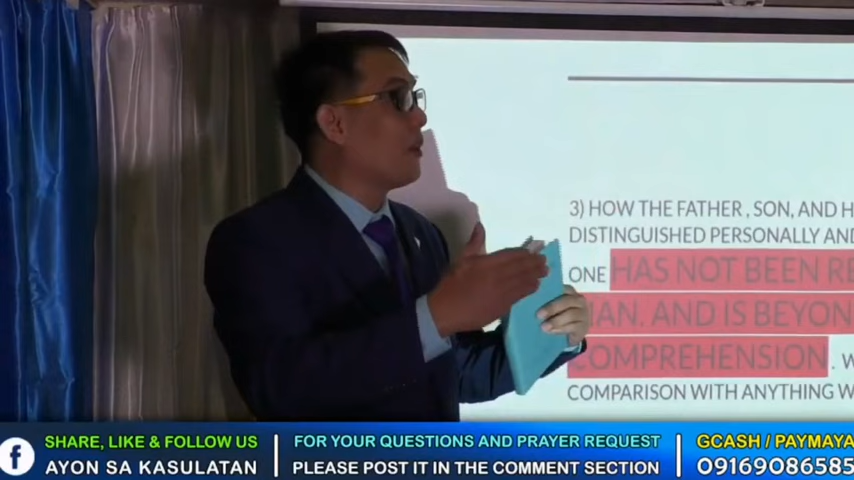 3) HOW THE FATHER, SON, AND H
DISTINGUISHED PERSONALLY AND
ONE HAS NOT BEEN RE
AN. AND IS BEYON
COMPREHENSION . W
COMPARISON WITH ANYTHING W
f SHARE, LIKE & FOLLOW US
AYON SA KASULATAN
FOR YOUR QUESTIONS AND PRAYER REQUEST
PLEASE POST IT IN THE COMMENT SECTION
GCASH / PAYMAYA
09169086585